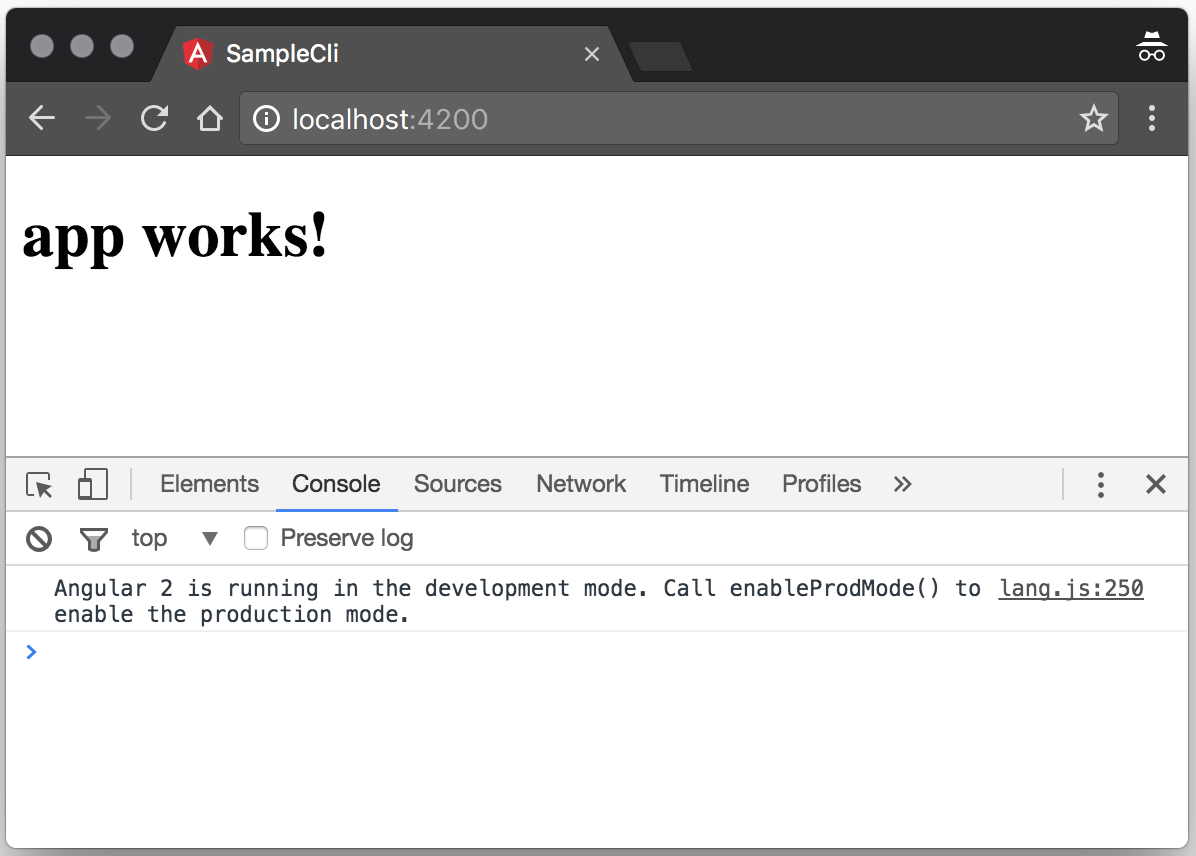 SampleCli
localhost:4200
app works!
Elements Console Sources Network Timeline Profiles
top Preserve log
Angular 2 is running in the development mode. Call enableProdMode() to lang.js:250
enable the production mode.